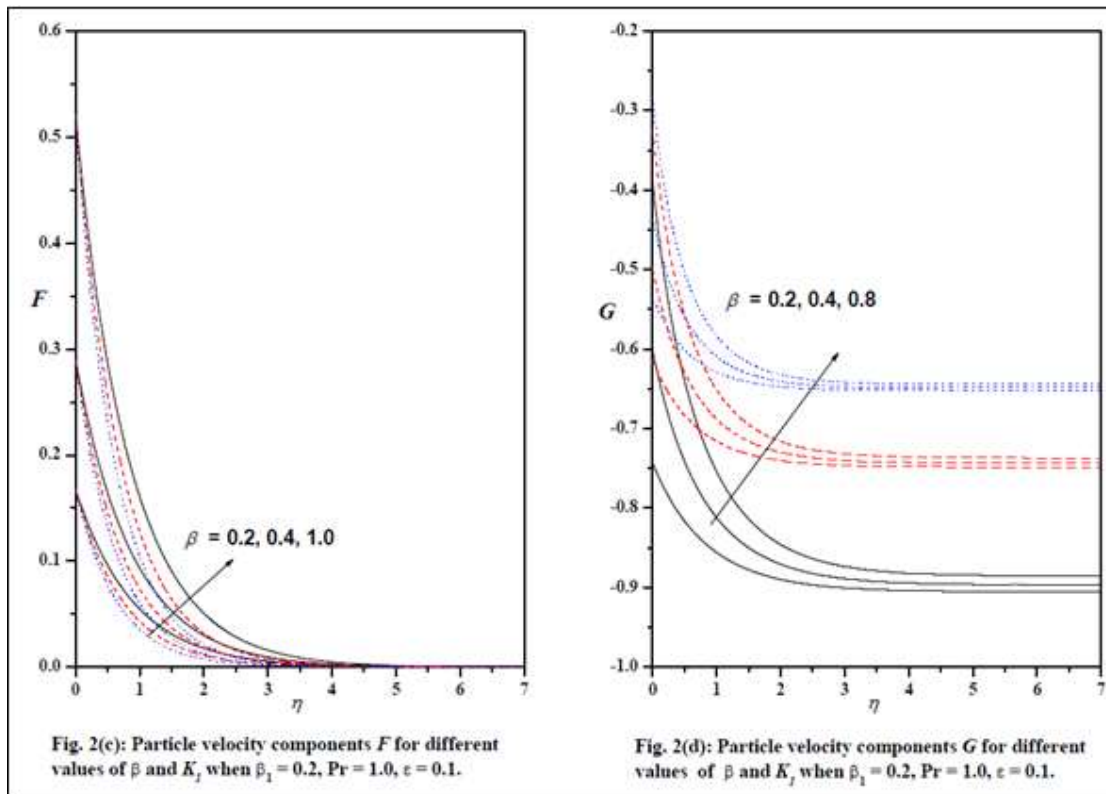 0.6
0.5
0.4
0.3
0.2
0.1
0.0
F
β = 0.2, 0.4, 1.0
0 1 2 3 4 5 6 7
η
Fig. 2(c): Particle velocity components F for different
values of β and K₁ when β₁ = 0.2, Pr = 1.0, ε = 0.1.
-0.2
-0.3
-0.4
-0.5
-0.6
-0.7
-0.8
-0.9
-1.0
G
β = 0.2, 0.4, 0.8
0 1 2 3 4 5 6 7
η
Fig. 2(d): Particle velocity components G for different
values of β and K₁ when β₁ = 0.2, Pr = 1.0, ε = 0.1.